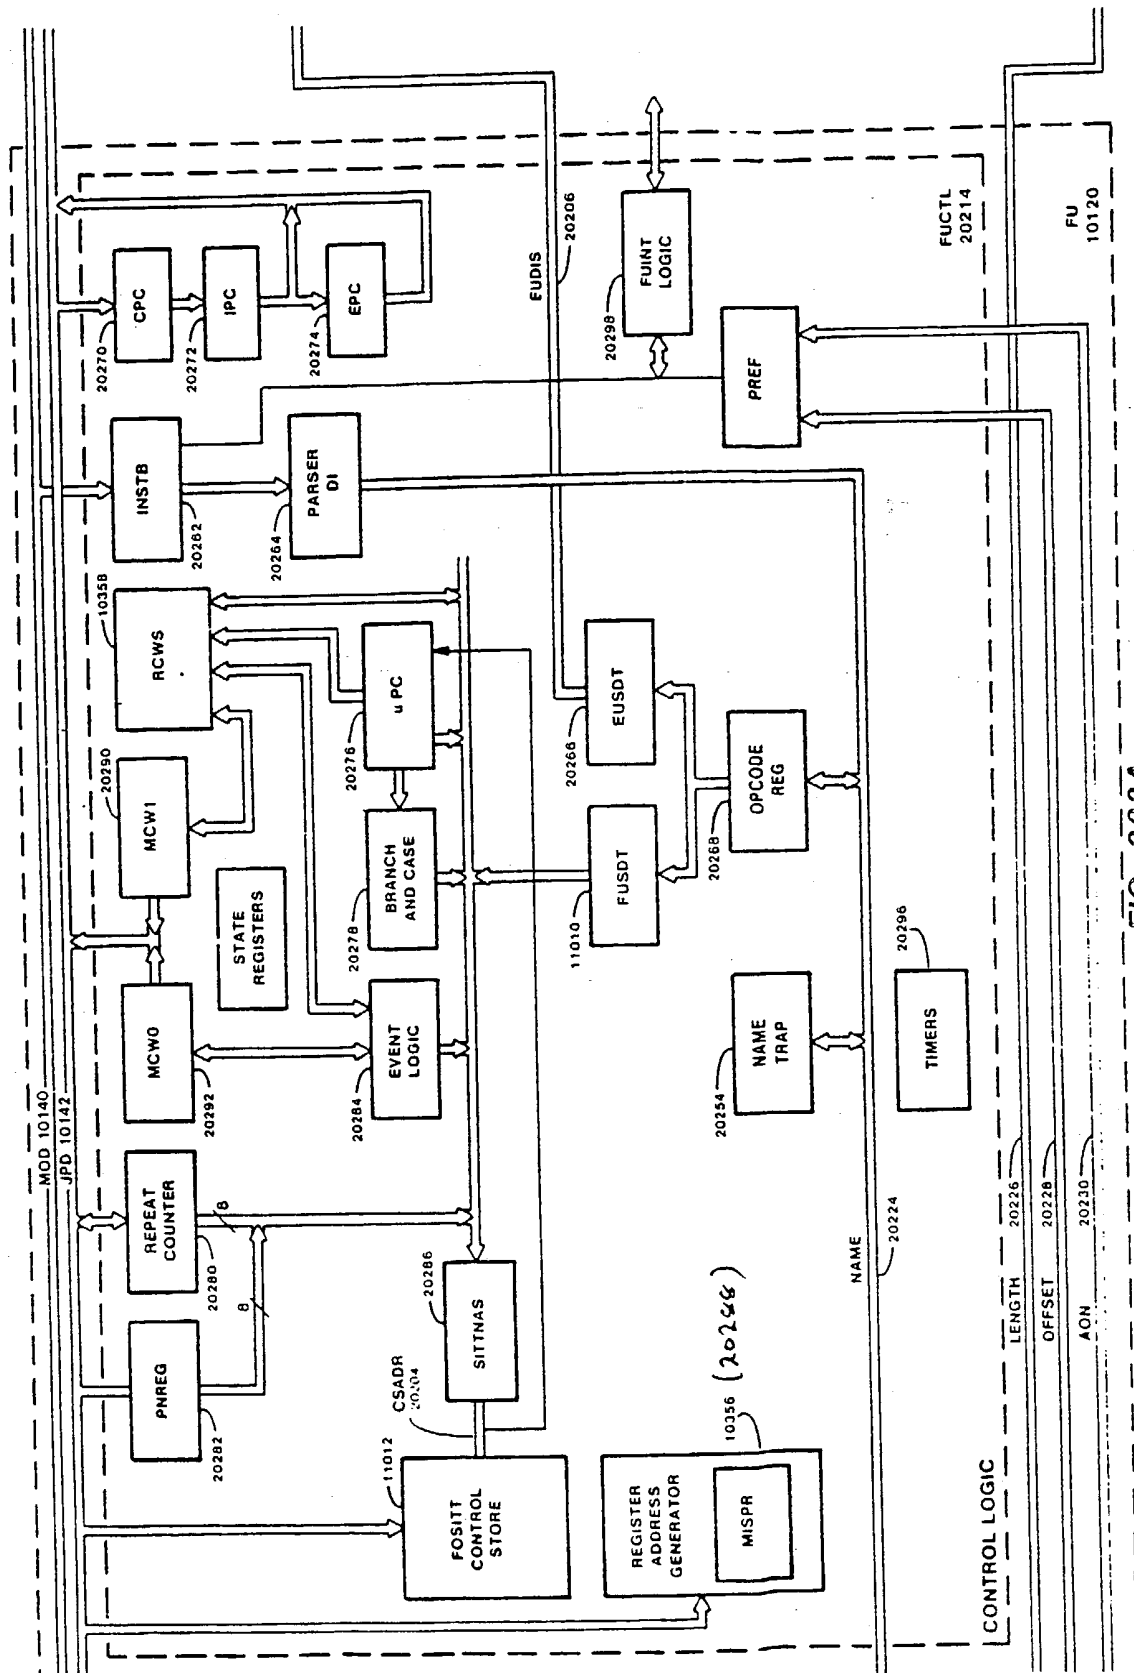 MOD 10140
JPD 10142
PNREG
20282
REPEAT
COUNTER
20280
8
8
MCW0
20292
MCW1
20290
STATE
REGISTERS
RCWS
10358
INSTB
20262
PARSER
DI
20264
CPC
20270
IPC
20272
EPC
20274
FOSITT
CONTROL
STORE
11012
CSADR
20204
SITTNAS
20286
EVENT
LOGIC
20284
BRANCH
AND CASE
20278
uPC
20276
EUDIS
20206
REGISTER
ADDRESS
GENERATOR
MISPR
10356 (20288)
FUSDT
11010
EUSDT
20266
FUINT
LOGIC
20298
NAME
TRAP
20254
OPCODE
REG
20268
PREF
NAME
20224
TIMERS
20296
CONTROL LOGIC
FUCTL
20214
LENGTH
20226
OFFSET
20228
AON
20230
FU
10120